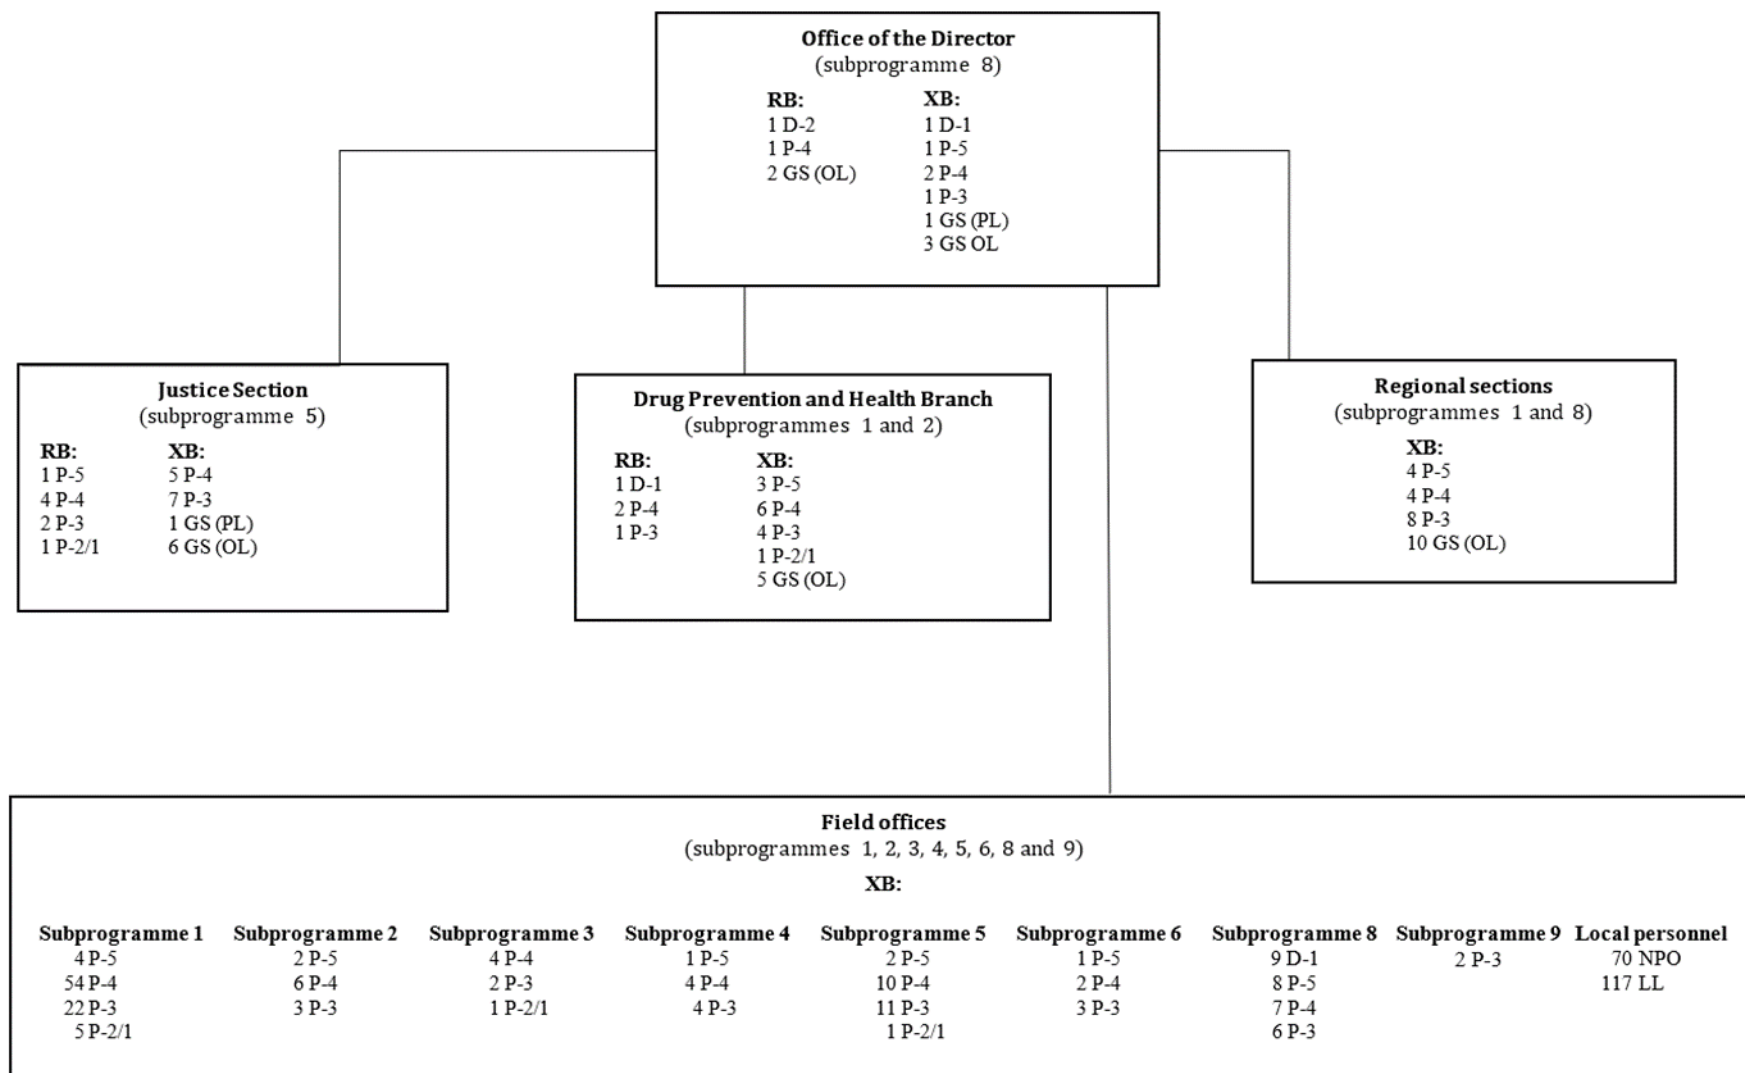 Office of the Director
(subprogramme 8)
RB: XB:
1 D-2 1 D-1
1 P-4 1 P-5
2 GS (OL) 2 P-4
1 P-3
1 GS (PL)
3 GS OL
Justice Section
(subprogramme 5)
RB: XB:
1 P-5 5 P-4
4 P-4 7 P-3
2 P-3 1 GS (PL)
1 P-2/1 6 GS (OL)
Drug Prevention and Health Branch
(subprogrammes 1 and 2)
RB: XB:
1 D-1 3 P-5
2 P-4 6 P-4
1 P-3 4 P-3
1 P-2/1
5 GS (OL)
Regional sections
(subprogrammes 1 and 8)
XB:
4 P-5
4 P-4
8 P-3
10 GS (OL)
Field offices
(subprogrammes 1, 2, 3, 4, 5, 6, 8 and 9)
XB:
Subprogramme 1 Subprogramme 2 Subprogramme 3 Subprogramme 4 Subprogramme 5 Subprogramme 6 Subprogramme 8 Subprogramme 9 Local personnel
4 P-5 2 P-5 4 P-4 1 P-5 2 P-5 1 P-5 9 D-1 2 P-3 70 NPO
54 P-4 6 P-4 2 P-3 4 P-4 10 P-4 2 P-4 8 P-5 117 LL
22 P-3 3 P-3 1 P-2/1 4 P-3 11 P-3 3 P-3 7 P-4
5 P-2/1 1 P-2/1 6 P-3